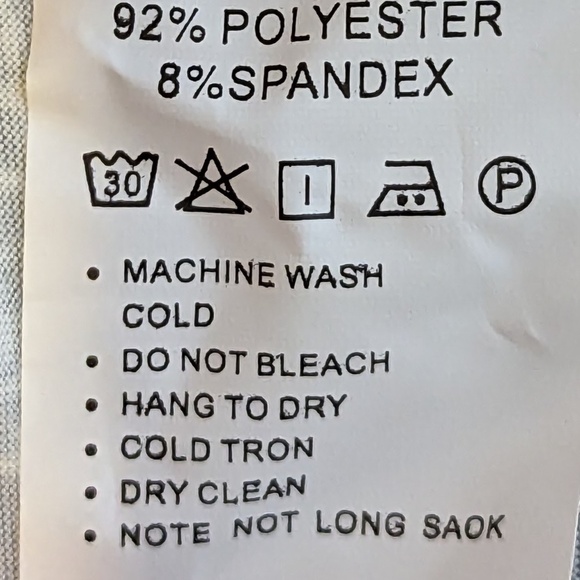 92% POLYESTER
8%SPANDEX
30 P
• MACHINE WASH
COLD
• DO NOT BLEACH
• HANG TO DRY
• COLD TRON
• DRY CLEAN
• NOTE NOT LONG SAOK